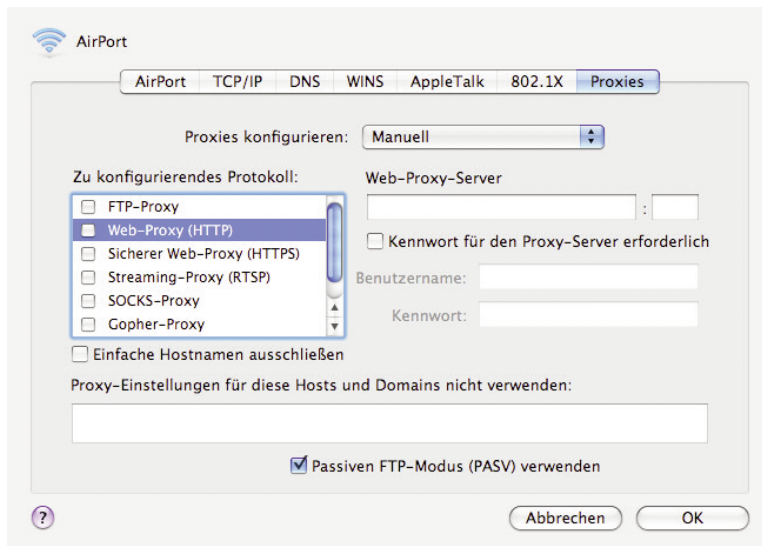 AirPort
AirPort TCP/IP DNS WINS AppleTalk 802.1X Proxies
Proxies konfigurieren: Manuell
Zu konfigurierendes Protokoll:
FTP-Proxy
Web-Proxy (HTTP)
Sicherer Web-Proxy (HTTPS)
Streaming-Proxy (RTSP)
SOCKS-Proxy
Gopher-Proxy
Web-Proxy-Server
:
Kennwort für den Proxy-Server erforderlich
Benutzername:
Kennwort:
Einfache Hostnamen ausschließen
Proxy-Einstellungen für diese Hosts und Domains nicht verwenden:
Passiven FTP-Modus (PASV) verwenden
? Abbrechen OK